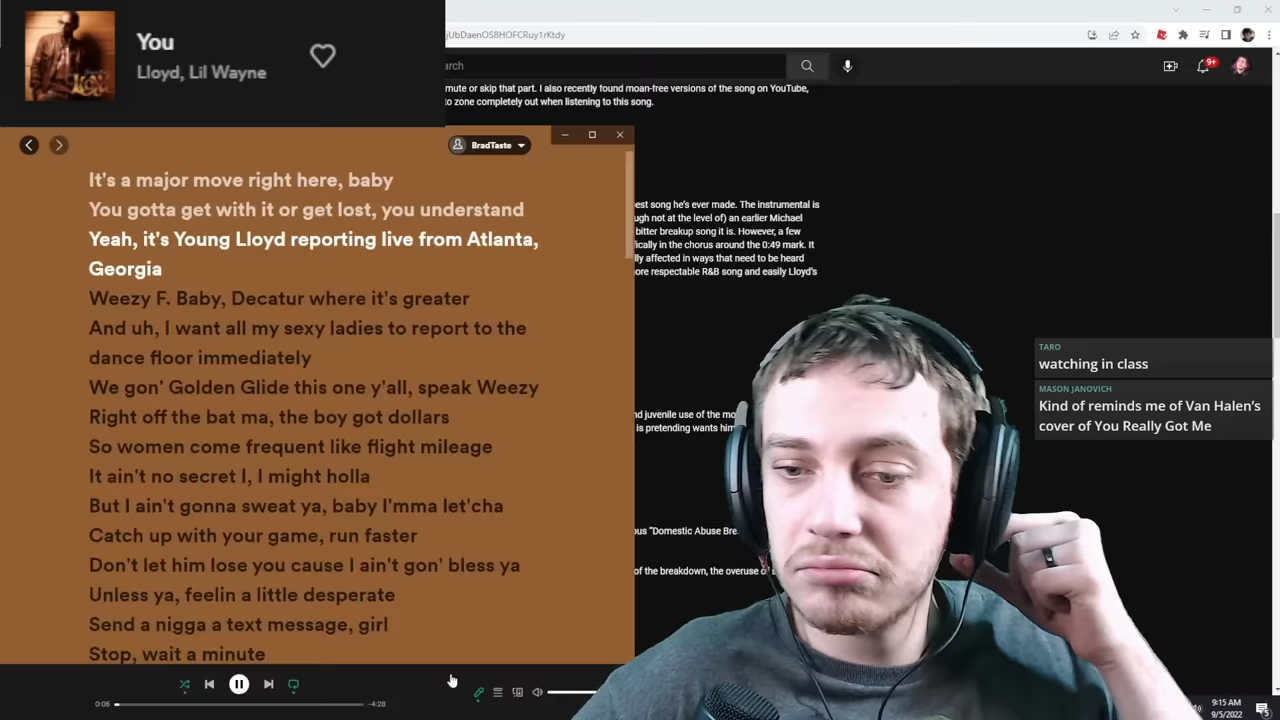 You
Lloyd, Lil Wayne
jUbDaenOS8HOFCRuy1rKtdy
rch
9+
mute or skip that part. I also recently found moan-free versions of the song on YouTube,
to zone completely out when listening to this song.
BradTaste
It's a major move right here, baby
You gotta get with it or get lost, you understand
Yeah, it's Young Lloyd reporting live from Atlanta,
Georgia
Weezy F. Baby, Decatur where it's greater
And uh, I want all my sexy ladies to report to the
dance floor immediately
We gon' Golden Glide this one y'all, speak Weezy
Right off the bat ma, the boy got dollars
So women come frequent like flight mileage
It ain't no secret I, I might holla
But I ain't gonna sweat ya, baby I'mma let'cha
Catch up with your game, run faster
Don't let him lose you cause I ain't gon' bless ya
Unless ya, feelin a little desperate
Send a nigga a text message, girl
Stop, wait a minute
est song he's ever made. The instrumental is
ugh not at the level of) an earlier Michael
bitter breakup song it is. However, a few
ifically in the chorus around the 0:49 mark. It
lly affected in ways that need to be heard
ore respectable R&B song and easily Lloyd's
nd juvenile use of the mo
is pretending wants him
ous "Domestic Abuse Bre
of the breakdown, the overuse of s
TARO
watching in class
MASON JANOVICH
Kind of reminds me of Van Halen's
cover of You Really Got Me
0:06
-4:28
9:15 AM
9/5/2022